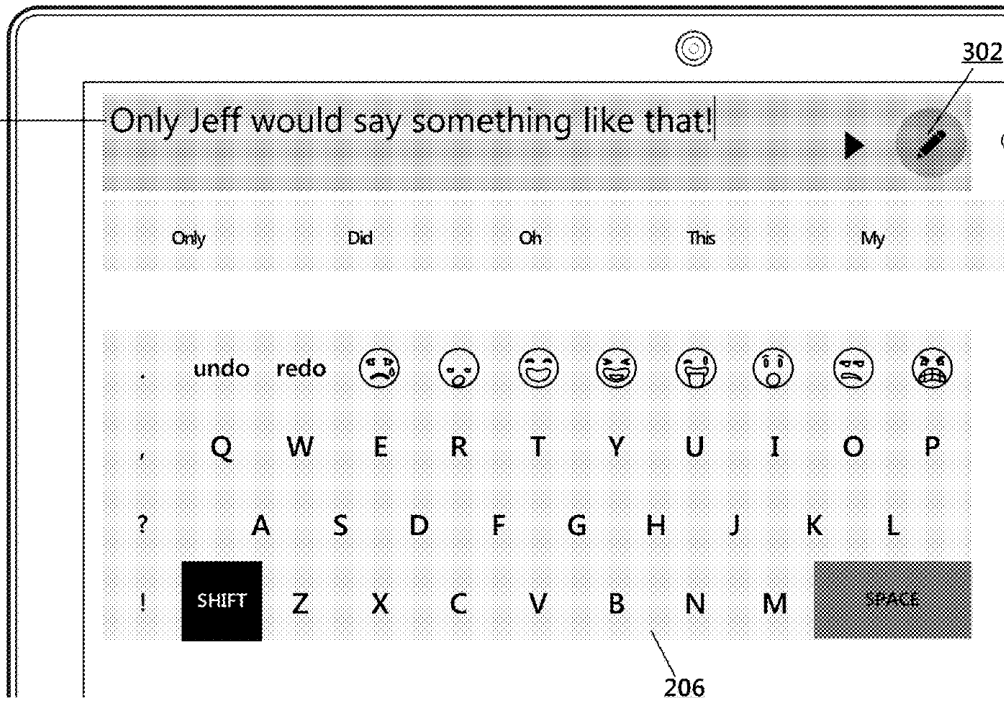 302
Only Jeff would say something like that!
Only Did Oh This My
. undo redo
, Q W E R T Y U I O P
? A S D F G H J K L
! SHIFT Z X C V B N M SPACE
206